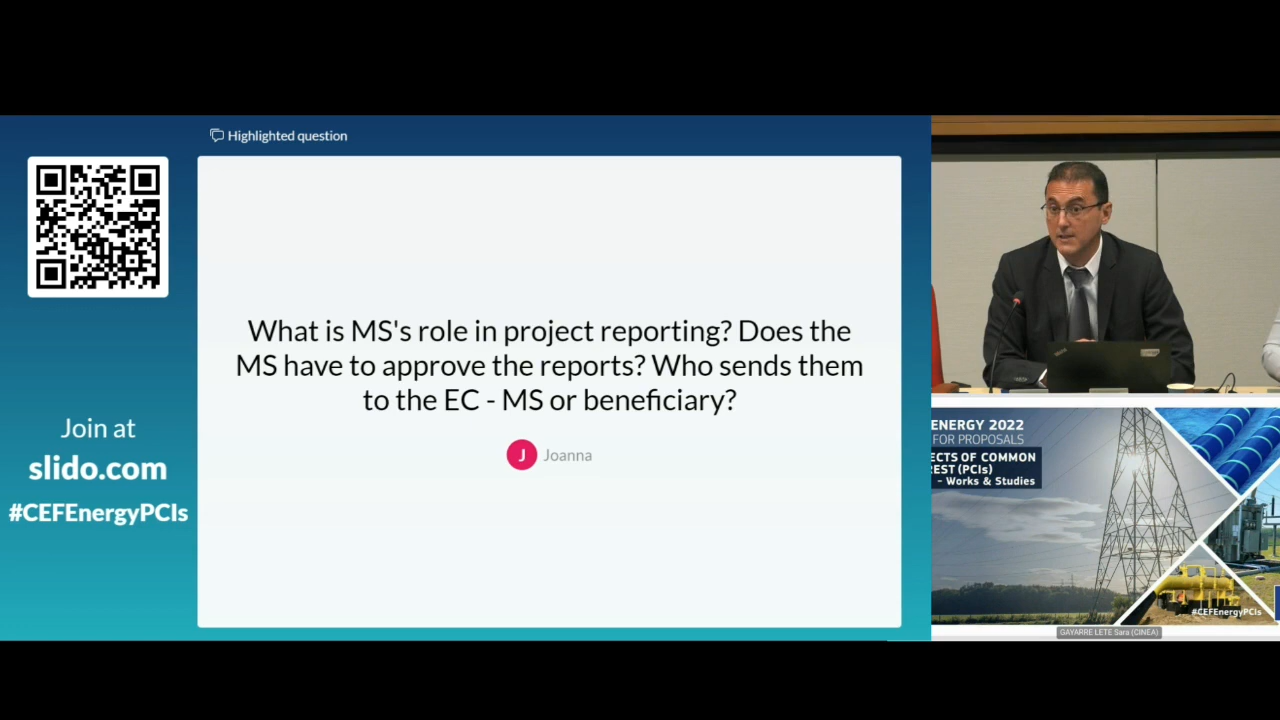 Highlighted question
What is MS's role in project reporting? Does the
MS have to approve the reports? Who sends them
to the EC - MS or beneficiary?
J Joanna
Join at
slido.com
#CEFEnergyPCIs
ENERGY 2022
FOR PROPOSALS
ECTS OF COMMON
REST (PCIs)
- Works & Studies
#CEFEnergyPCIs
GAYARRE LETE Sara (CINEA)